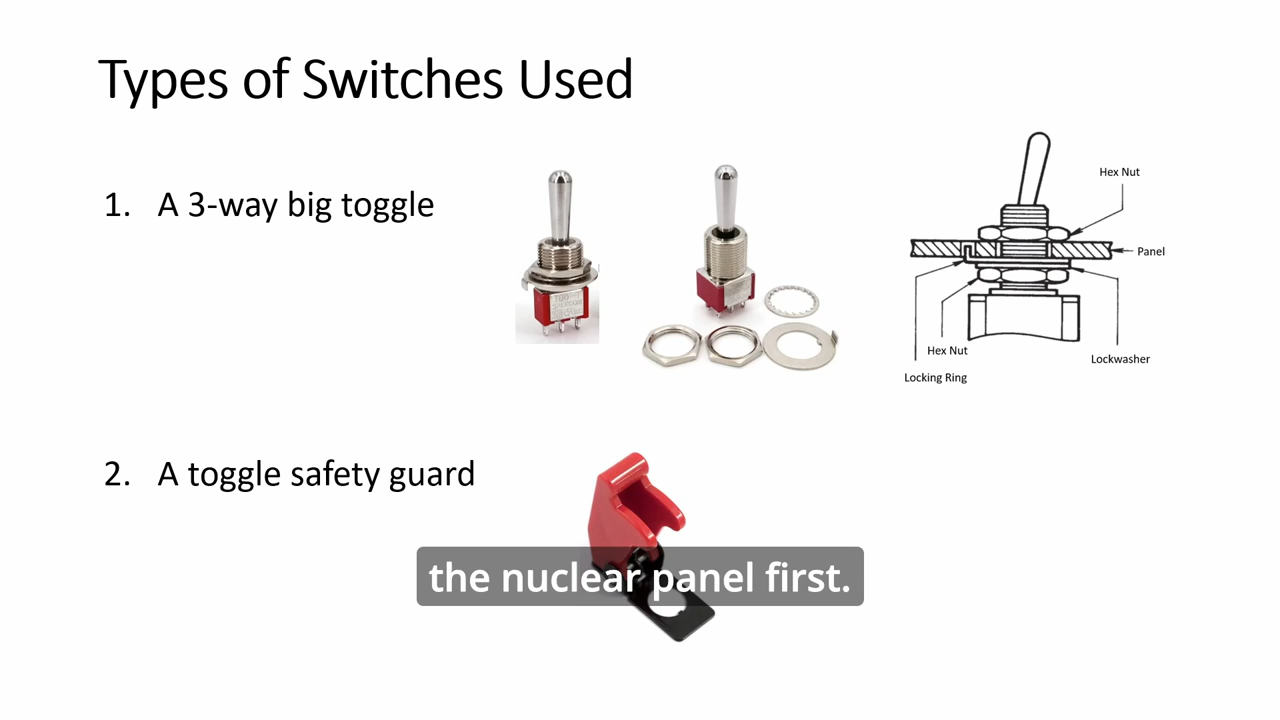 Types of Switches Used
1. A 3-way big toggle
Hex Nut
Panel
Hex Nut
Lockwasher
Locking Ring
2. A toggle safety guard
the nuclear panel first.